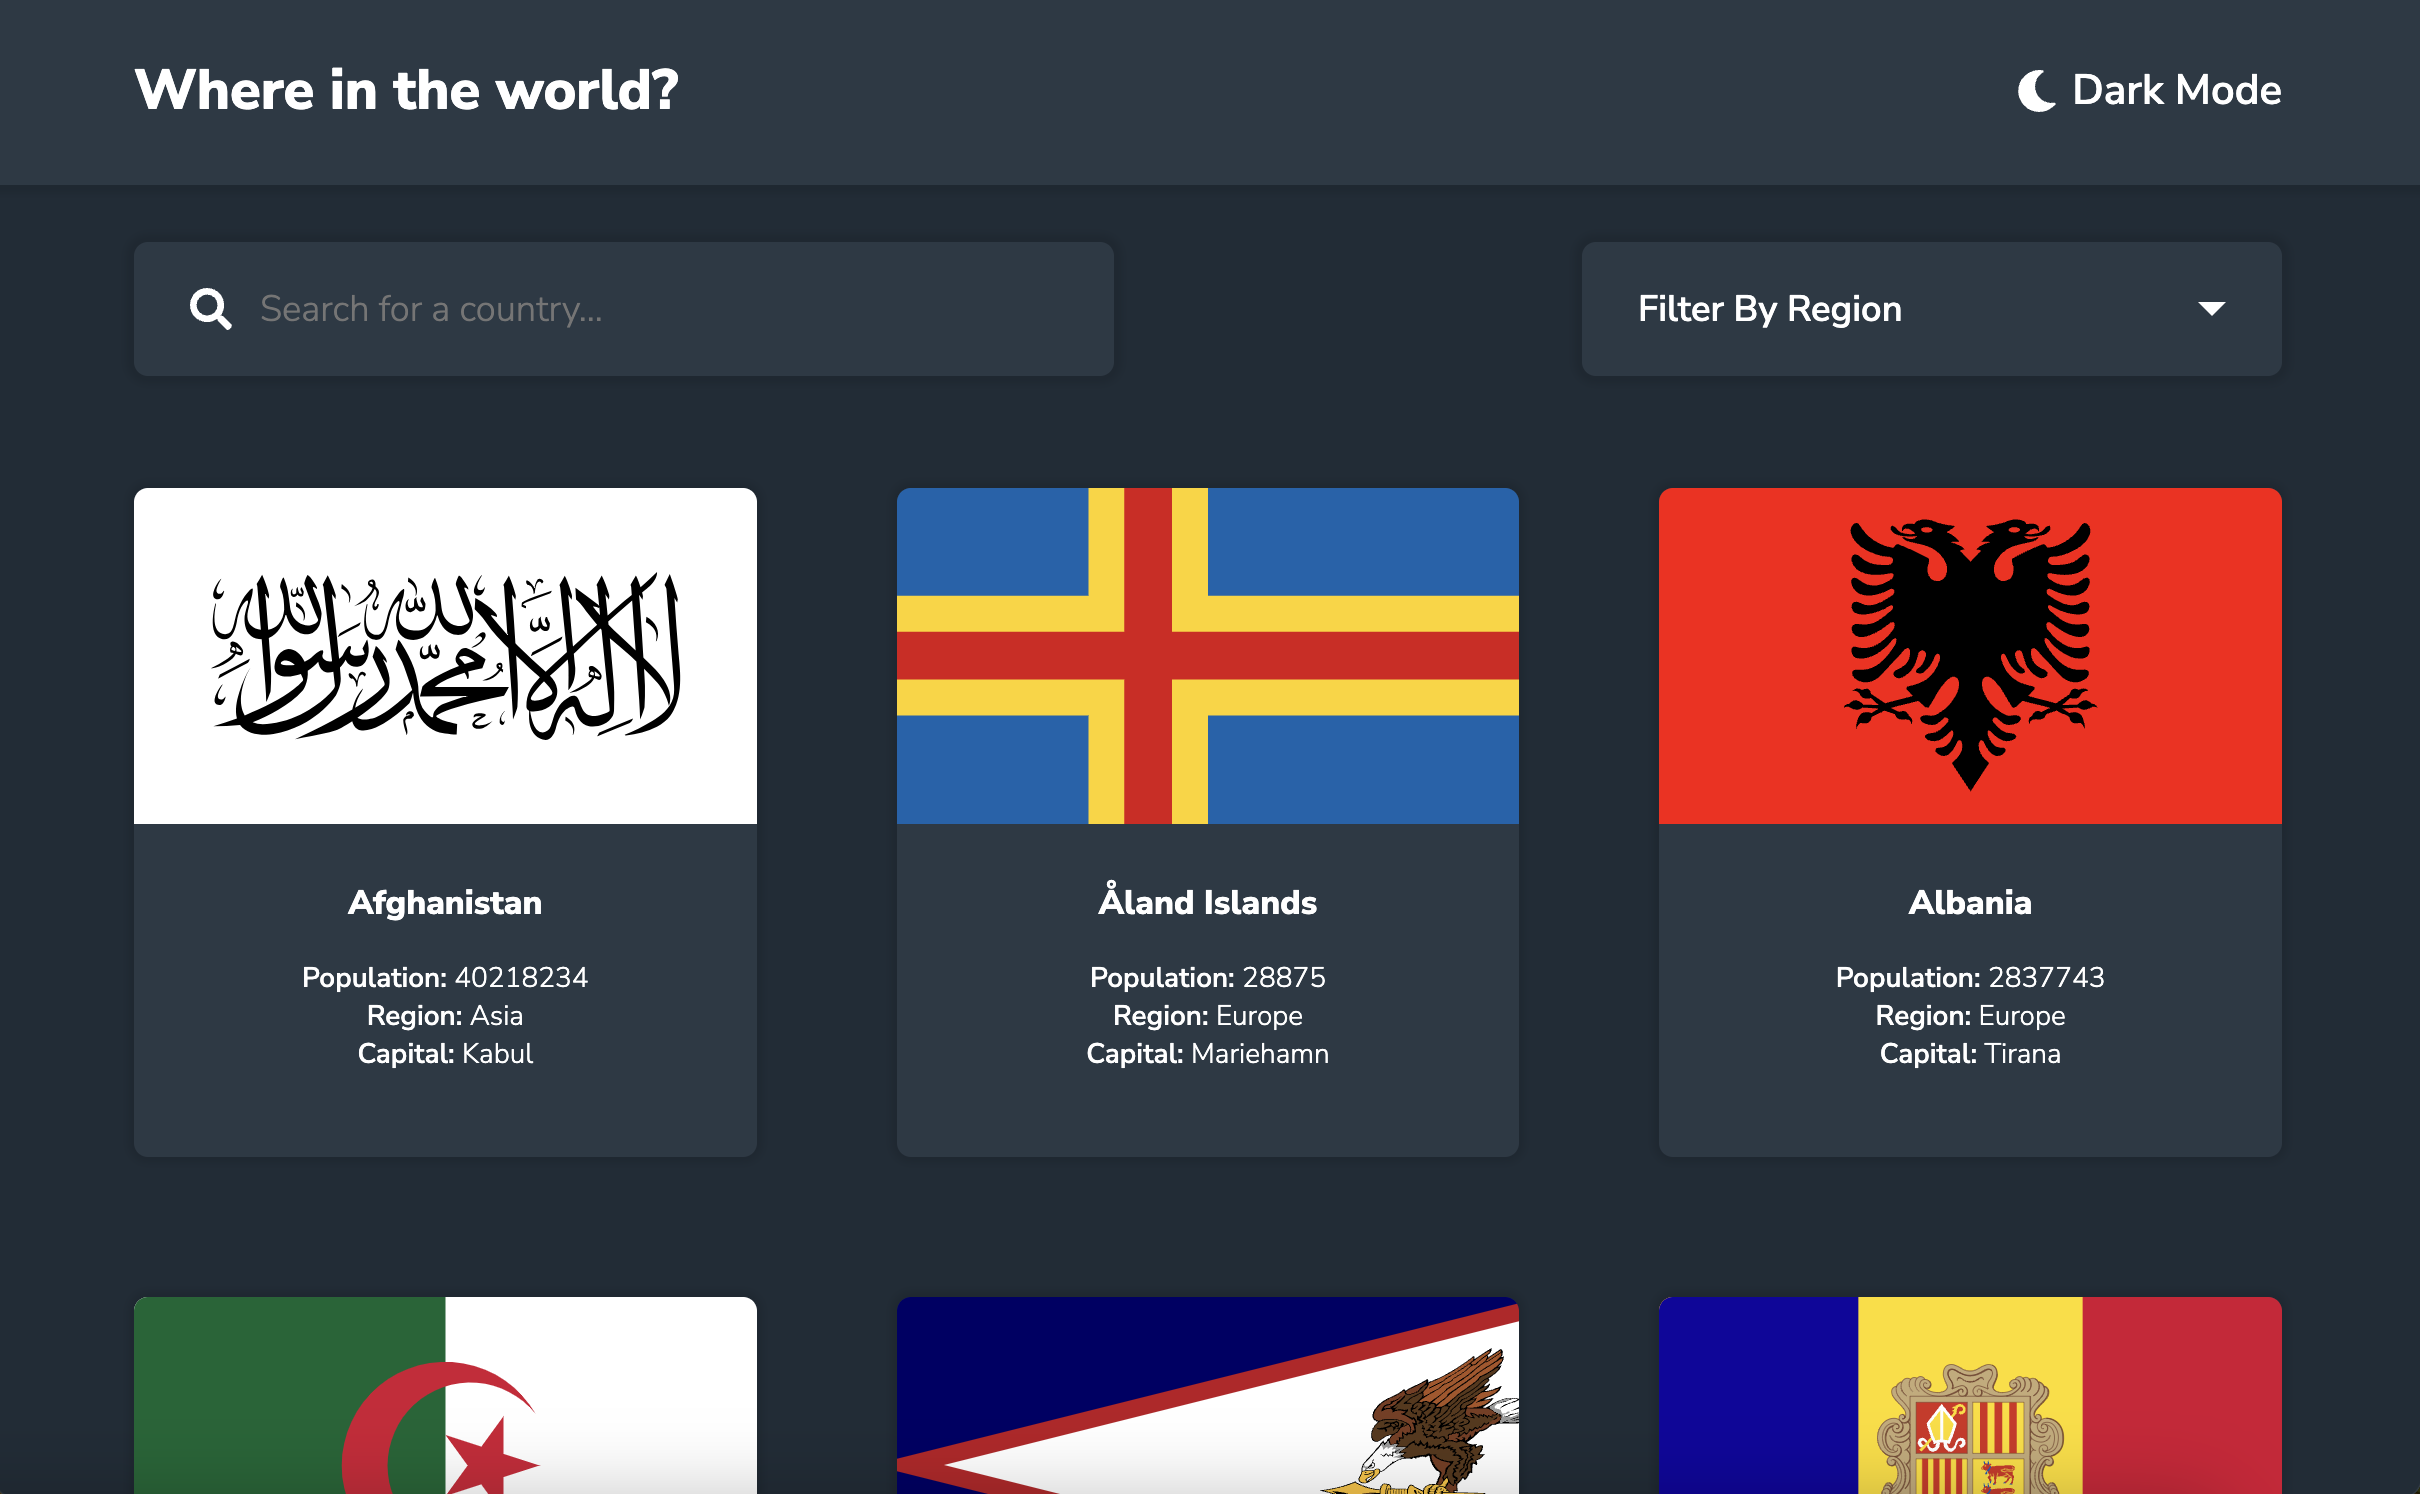 Where in the world?
Dark Mode
Search for a country...
Filter By Region
لا إله إلا الله محمد رسول الله
Afghanistan
Population: 40218234
Region: Asia
Capital: Kabul
Åland Islands
Population: 28875
Region: Europe
Capital: Mariehamn
Albania
Population: 2837743
Region: Europe
Capital: Tirana